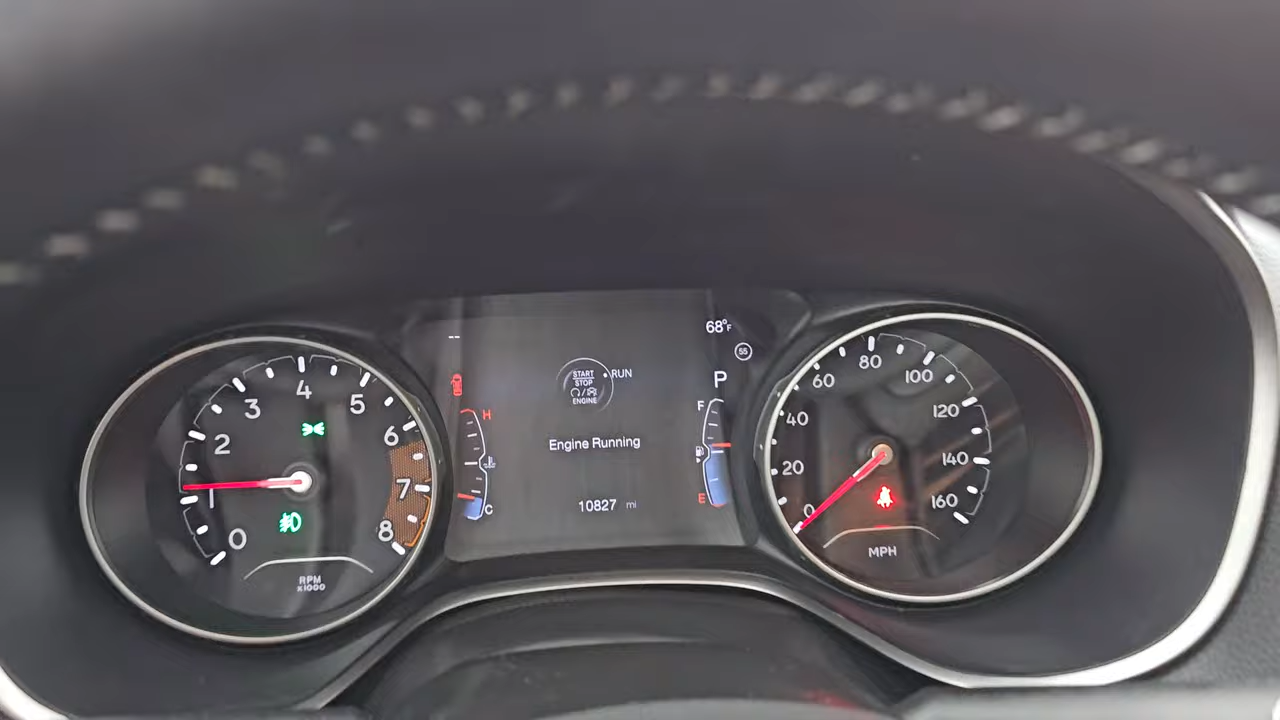 0
1
2
3
4
5
6
7
8
RPM
x1000
--
H
C
START
STOP
ENGINE
RUN
Engine Running
10827 mi
68°F
55
P
F
E
0
20
40
60
80
100
120
140
160
MPH